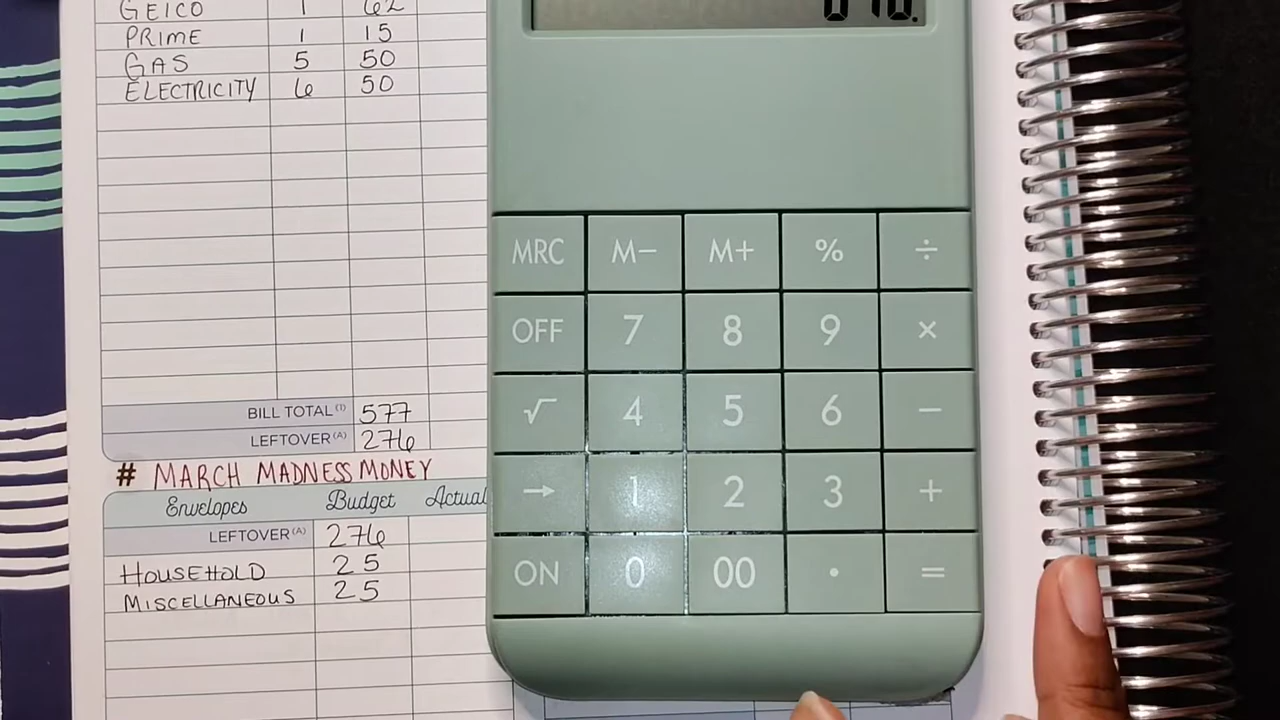 GEICO 1 62
PRIME 1 15
GAS 5 50
ELECTRICITY 6 50
BILL TOTAL (1) 577
LEFTOVER (A) 276
# MARCH MADNESS MONEY
Envelopes Budget Actual
LEFTOVER (A) 276
HOUSEHOLD 25
MISCELLANEOUS 25
MRC M− M+ % ÷
OFF 7 8 9 ×
√ 4 5 6 −
→ 1 2 3 +
ON 0 00 · =